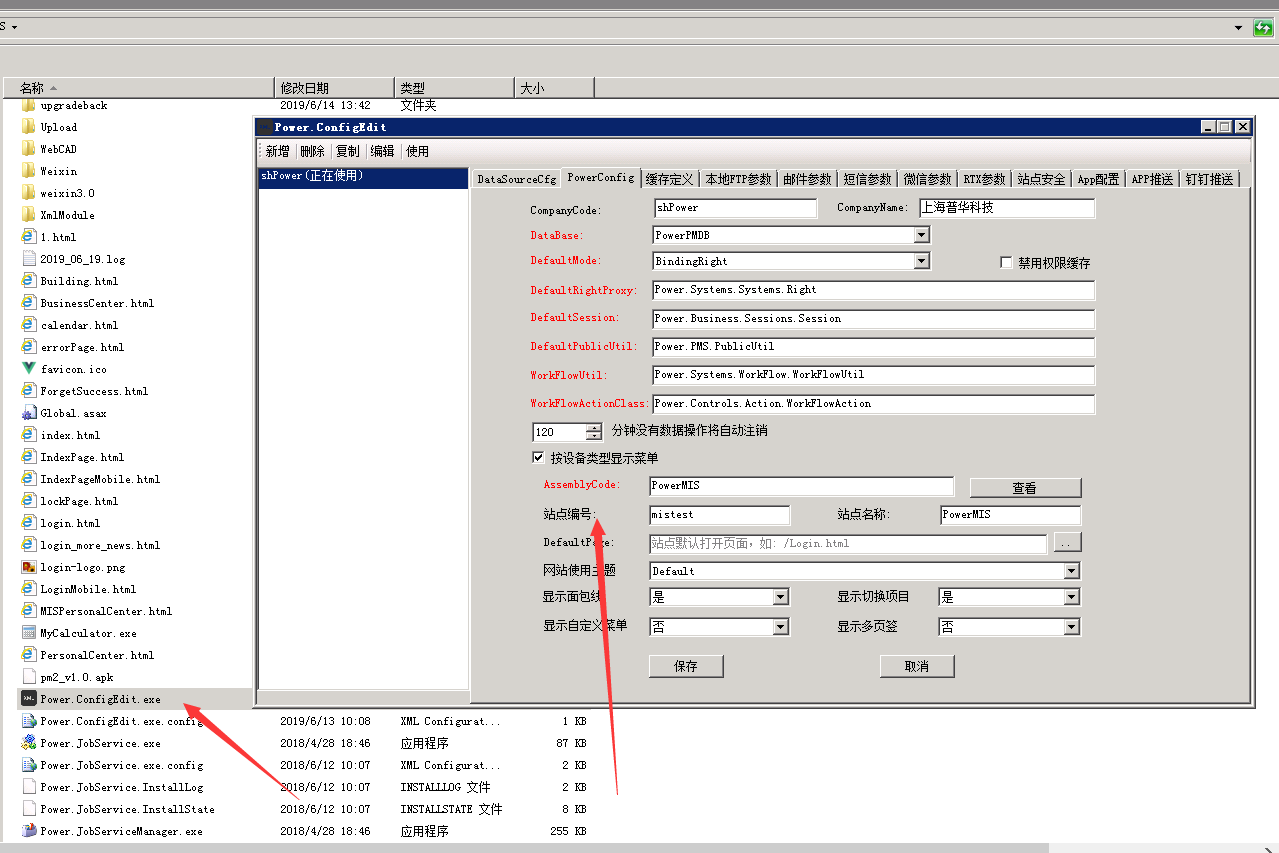 S
名称 修改日期 类型 大小
upgradeback 2019/6/14 13:42 文件夹
Upload
WebCAD
Weixin
weixin3.0
XmlModule
1.html
2019_06_19.log
Building.html
BusinessCenter.html
calendar.html
errorPage.html
favicon.ico
ForgetSuccess.html
Global.asax
index.html
IndexPage.html
IndexPageMobile.html
lockPage.html
login.html
login_more_news.html
login-logo.png
LoginMobile.html
MISPersonalCenter.html
MyCalculator.exe
PersonalCenter.html
pm2_v1.0.apk
Power.ConfigEdit.exe
Power.ConfigEdit.exe.config 2019/6/13 10:08 XML Configurat... 1 KB
Power.JobService.exe 2018/4/28 18:46 应用程序 87 KB
Power.JobService.exe.config 2018/6/12 10:07 XML Configurat... 2 KB
Power.JobService.InstallLog 2018/6/12 10:07 INSTALLLOG 文件 2 KB
Power.JobService.InstallState 2018/6/12 10:07 INSTALLSTATE 文件 8 KB
Power.JobServiceManager.exe 2018/4/28 18:46 应用程序 255 KB
Power.ConfigEdit
新增 删除 复制 编辑 使用
shPower(正在使用)
DataSourceCfg PowerConfig 缓存定义 本地FTP参数 邮件参数 短信参数 微信参数 RTX参数 站点安全 App配置 APP推送 钉钉推送
CompanyCode: shPower CompanyName: 上海普华科技
DataBase: PowerPMDB
DefaultMode: BindingRight 禁用权限缓存
DefaultRightProxy: Power.Systems.Systems.Right
DefaultSession: Power.Business.Sessions.Session
DefaultPublicUtil: Power.PMS.PublicUtil
WorkFlowUtil: Power.Systems.WorkFlow.WorkFlowUtil
WorkFlowActionClass: Power.Controls.Action.WorkFlowAction
120 分钟没有数据操作将自动注销
按设备类型显示菜单
AssemblyCode: PowerMIS 查看
站点编号: mistest 站点名称: PowerMIS
DefaultPage: 站点默认打开页面，如: /Login.html ..
网站使用主题 Default
显示面包线 是 显示切换项目 是
显示自定义菜单 否 显示多页签 否
保存 取消